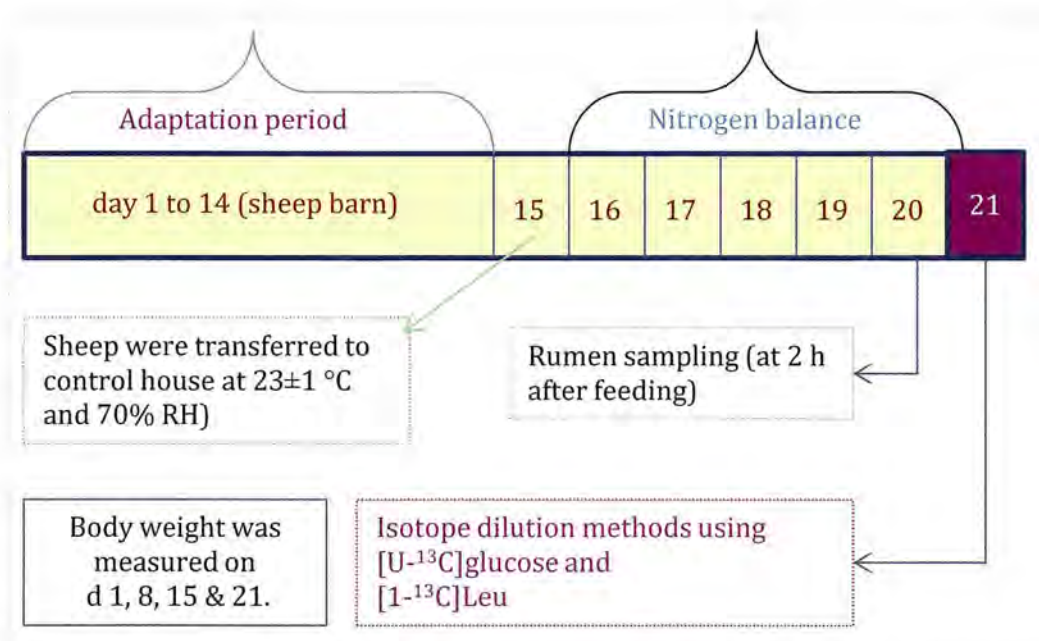 Adaptation period
Nitrogen balance
day 1 to 14 (sheep barn)
15
16
17
18
19
20
21
Sheep were transferred to
control house at 23±1 °C
and 70% RH)
Rumen sampling (at 2 h
after feeding)
Body weight was
measured on
d 1, 8, 15 & 21.
Isotope dilution methods using
[U-¹³C]glucose and
[1-¹³C]Leu